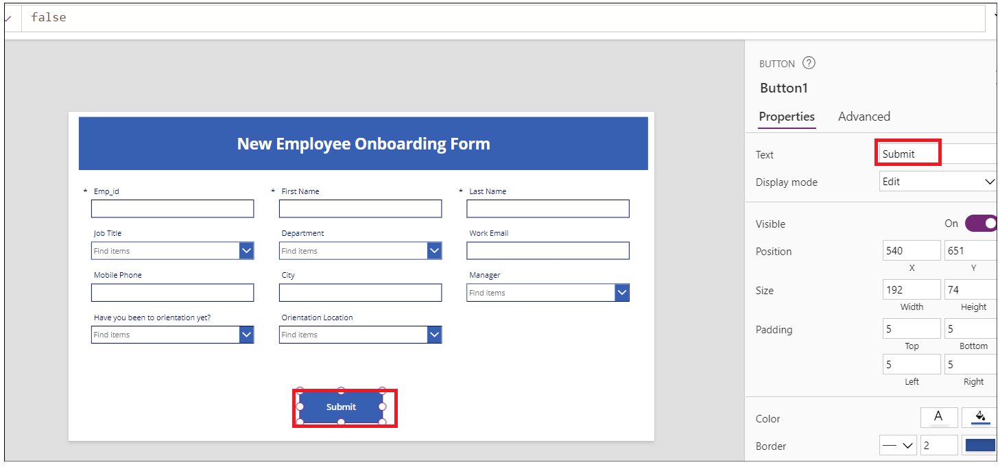 false
BUTTON ?
Button1
Properties Advanced
New Employee Onboarding Form
* Emp_id * First Name * Last Name
Job Title Department Work Email
Find items Find items
Mobile Phone City Manager
Find items
Have you been to orientation yet? Orientation Location
Find items Find items
Submit
Text Submit
Display mode Edit
Visible On
Position 540 651
X Y
Size 192 74
Width Height
Padding 5 5
Top Bottom
5 5
Left Right
Color A
Border 2